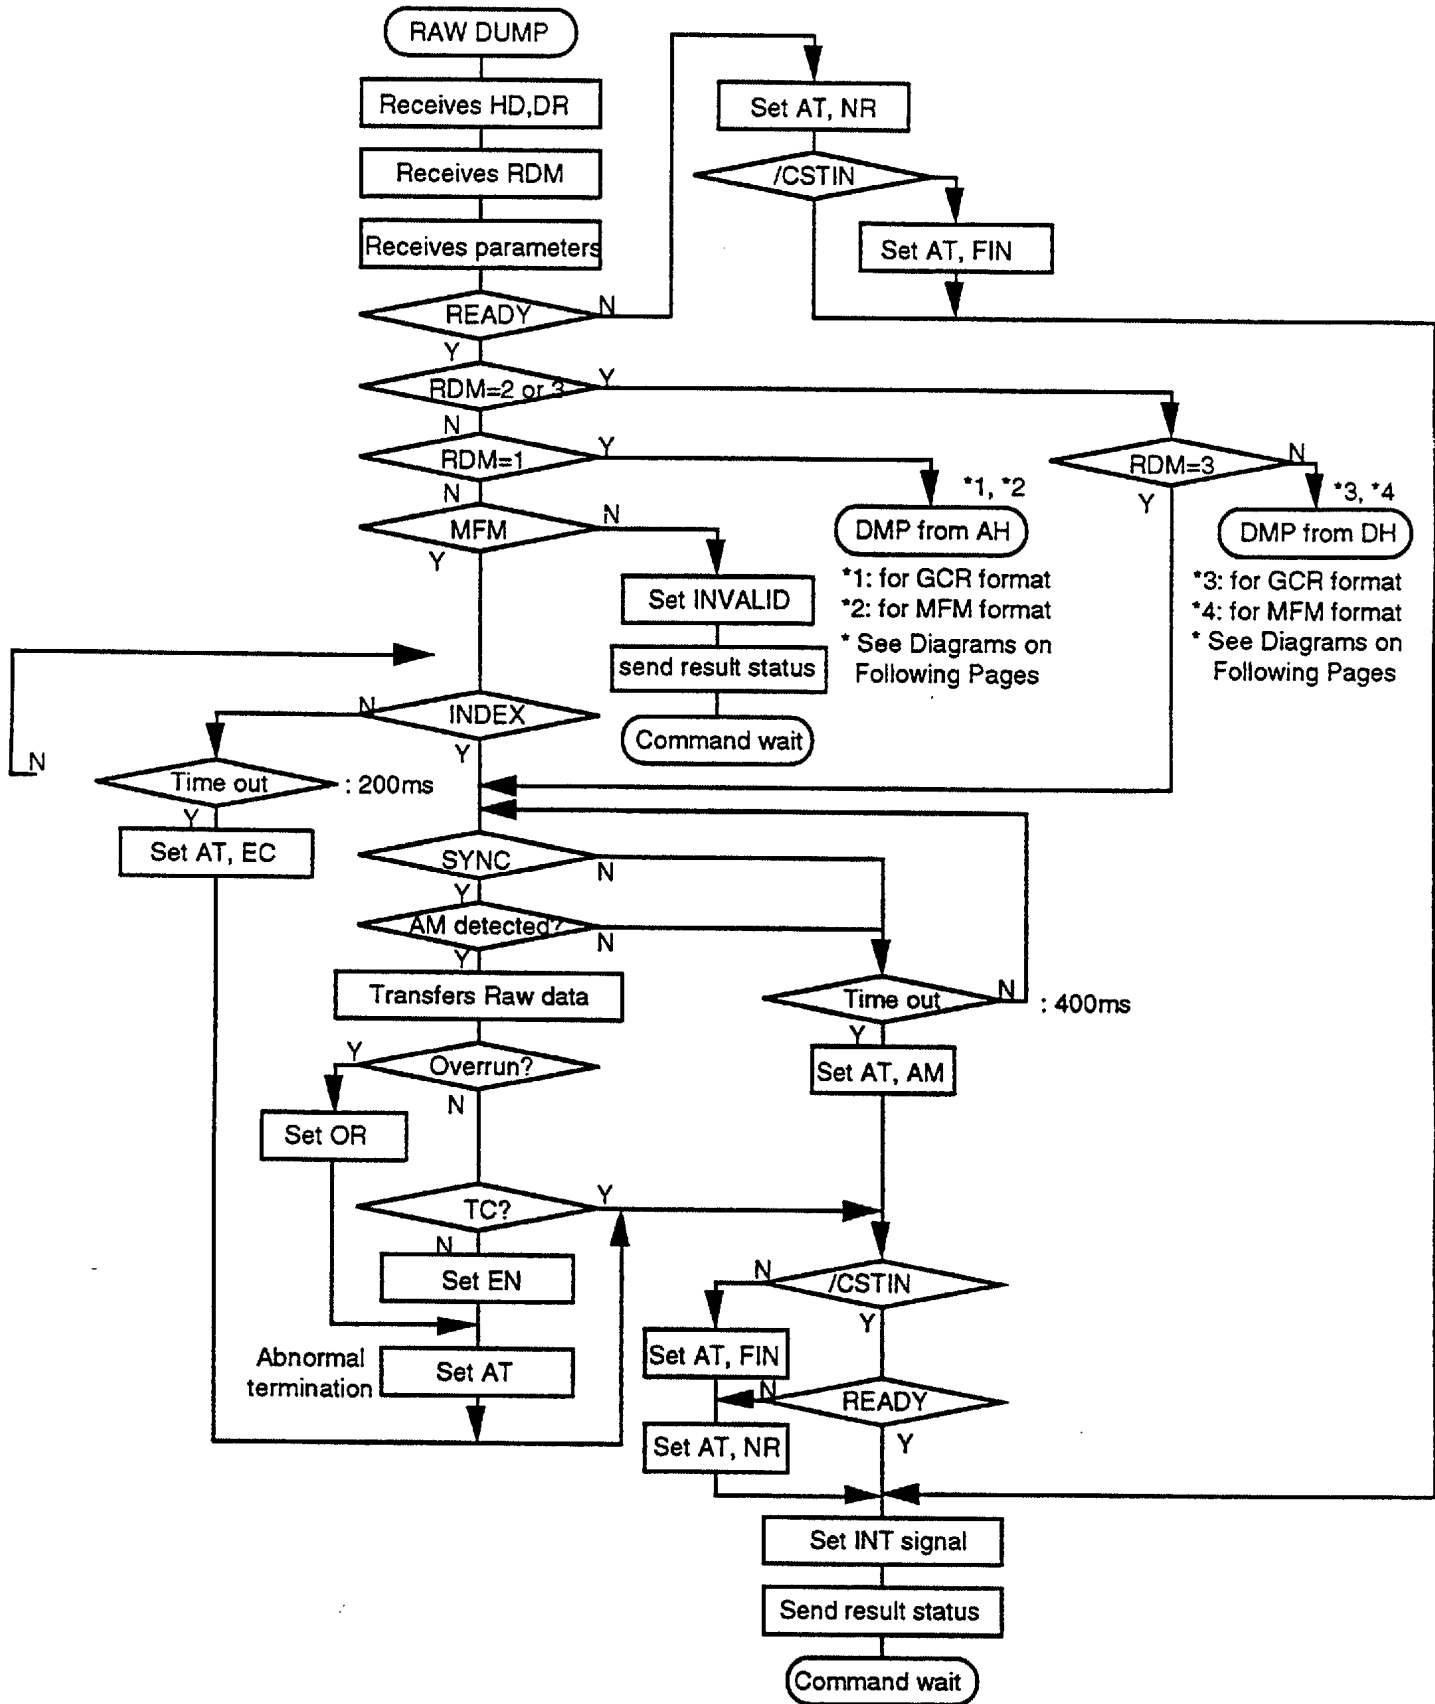 RAW DUMP
Receives HD,DR
Receives RDM
Receives parameters
READY
N
Y
Set AT, NR
/CSTIN
Set AT, FIN
RDM=2 or 3
Y
N
RDM=1
Y
N
RDM=3
N
Y
MFM
N
Y
*1, *2
DMP from AH
*1: for GCR format
*2: for MFM format
* See Diagrams on
Following Pages
*3, *4
DMP from DH
*3: for GCR format
*4: for MFM format
* See Diagrams on
Following Pages
Set INVALID
send result status
Command wait
INDEX
N
Y
Time out
: 200ms
N
Y
Set AT, EC
SYNC
N
Y
AM detected?
N
Y
Transfers Raw data
Time out
N
: 400ms
Y
Set AT, AM
Overrun?
Y
N
Set OR
TC?
Y
N
Set EN
Abnormal
termination
Set AT
/CSTIN
N
Y
Set AT, FIN
READY
N
Y
Set AT, NR
Set INT signal
Send result status
Command wait